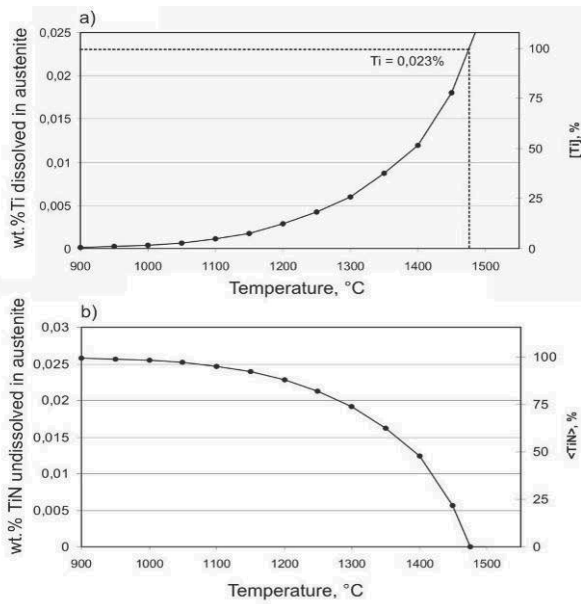 a)
wt.%Ti dissolved in austenite
0,025
0,02
0,015
0,01
0,005
0
Ti = 0,023%
100
75
50
25
0
[Ti], %
900 1000 1100 1200 1300 1400 1500
Temperature, °C
b)
wt.% TiN undissolved in austenite
0,03
0,025
0,02
0,015
0,01
0,005
0
100
75
50
25
0
<TiN>, %
900 1000 1100 1200 1300 1400 1500
Temperature, °C